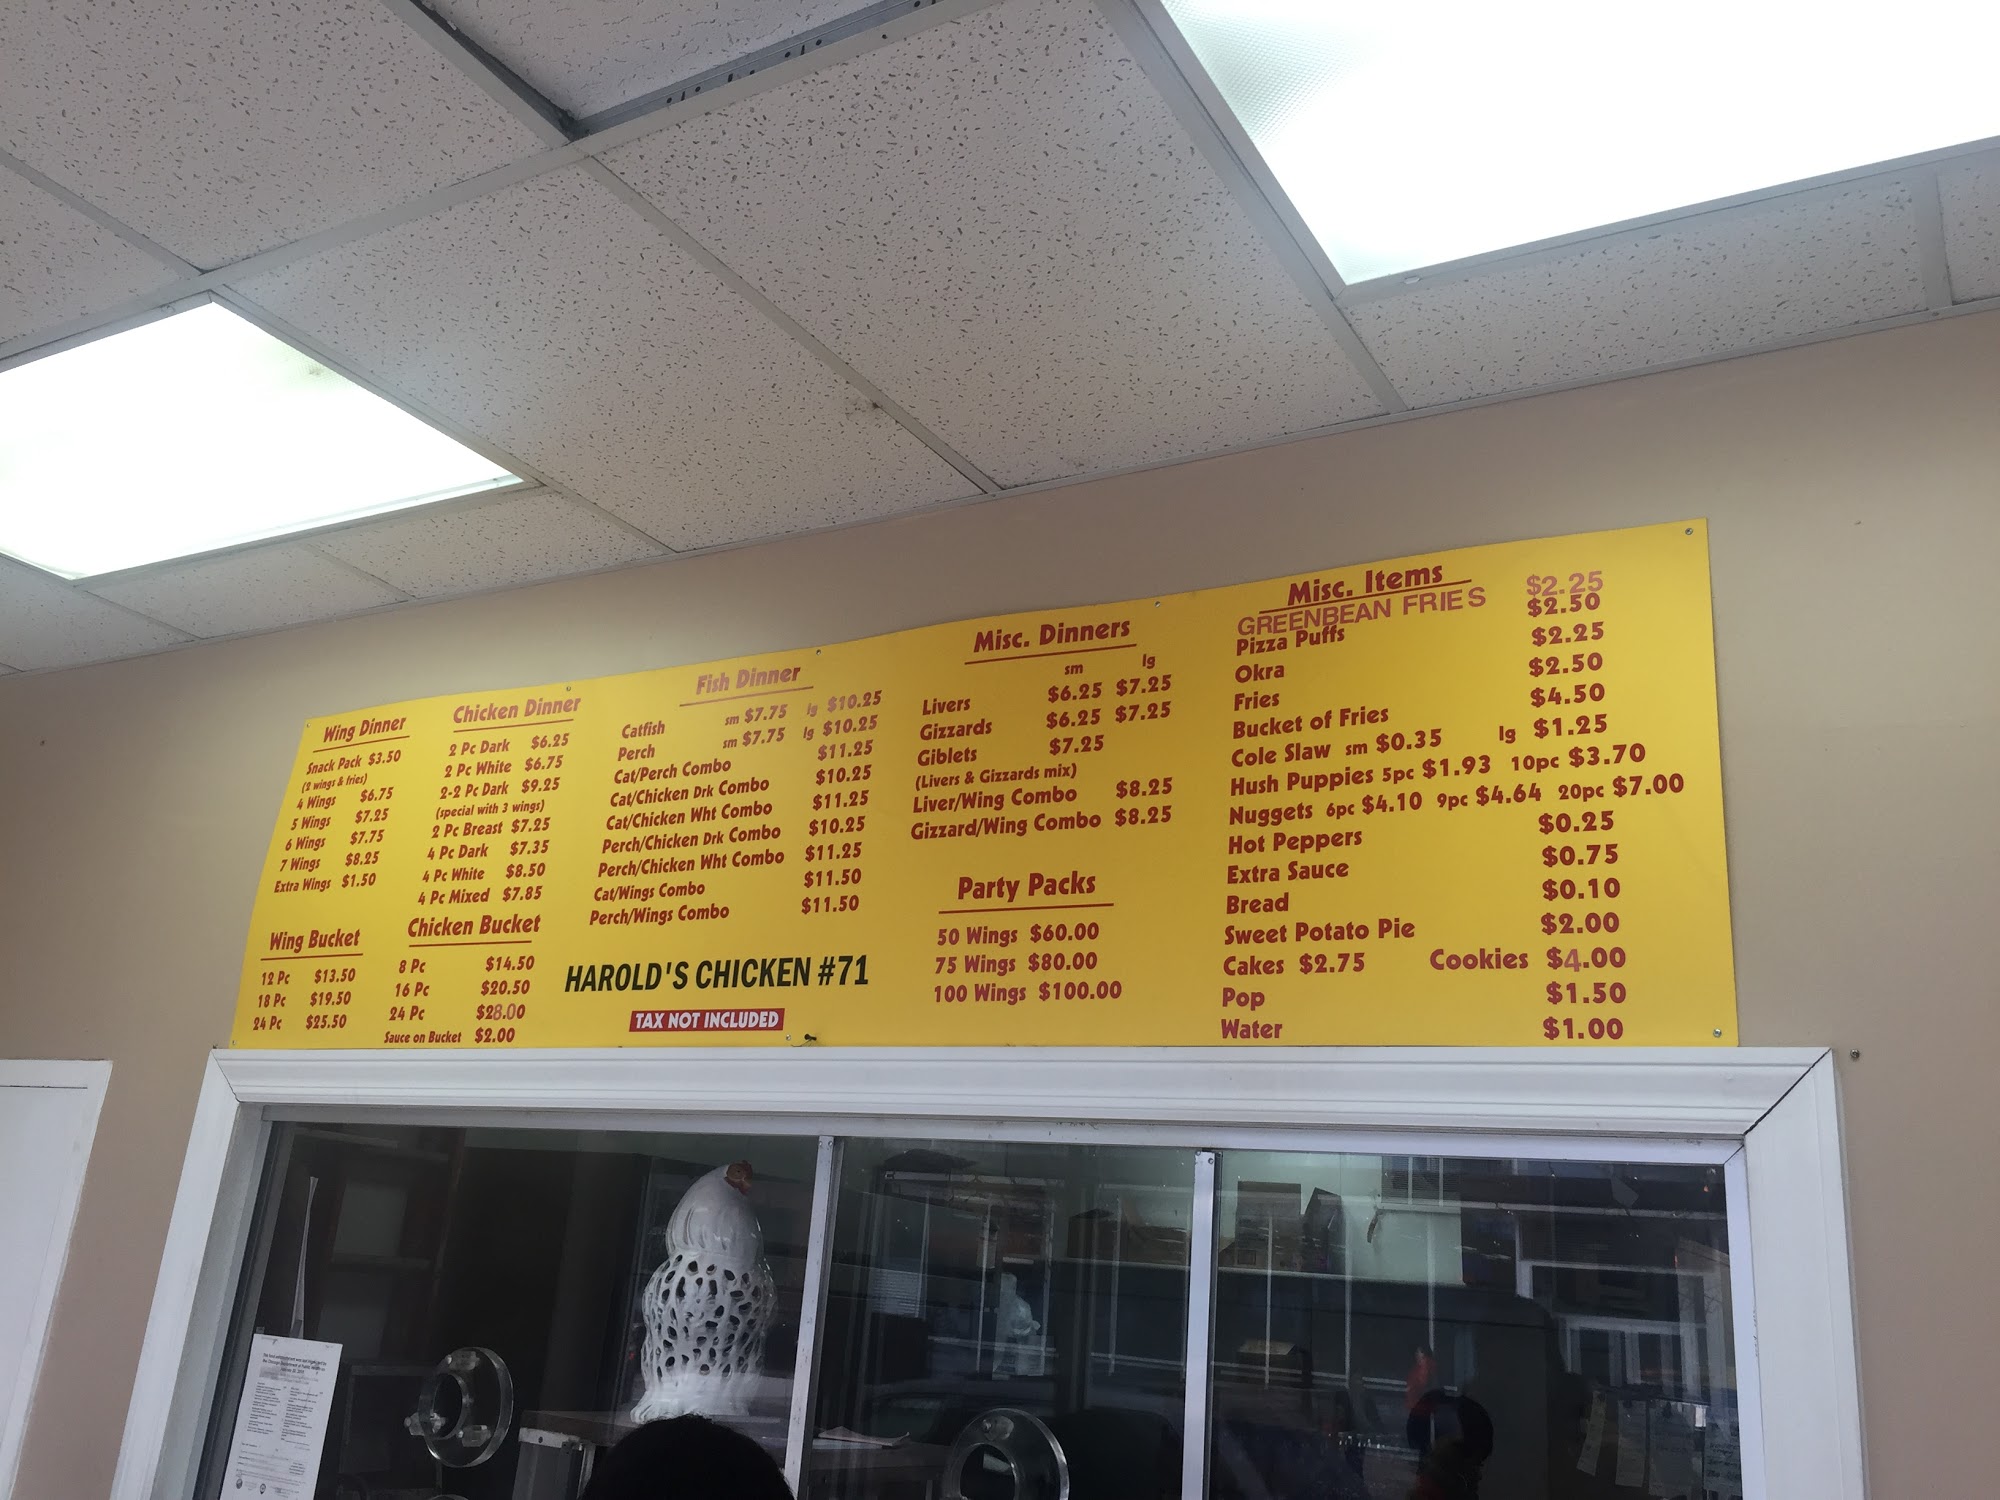 Wing Dinner
Snack Pack $3.50
(2 wings & fries)
4 Wings $6.75
5 Wings $7.25
6 Wings $7.75
7 Wings $8.25
Extra Wings $1.50
Wing Bucket
12 Pc $13.50
18 Pc $19.50
24 Pc $25.50
Chicken Dinner
2 Pc Dark $6.25
2 Pc White $6.75
2-2 Pc Dark $9.25
(special with 3 wings)
2 Pc Breast $7.25
4 Pc Dark $7.35
4 Pc White $8.50
4 Pc Mixed $7.85
Chicken Bucket
8 Pc $14.50
16 Pc $20.50
24 Pc $28.00
Sauce on Bucket $2.00
Fish Dinner
Catfish sm $7.75 lg $10.25
Perch sm $7.75 lg $10.25
Cat/Perch Combo $11.25
Cat/Chicken Drk Combo $10.25
Cat/Chicken Wht Combo $11.25
Perch/Chicken Drk Combo $10.25
Perch/Chicken Wht Combo $11.25
Cat/Wings Combo $11.50
Perch/Wings Combo $11.50
HAROLD'S CHICKEN #71
TAX NOT INCLUDED
Misc. Dinners
sm lg
Livers $6.25 $7.25
Gizzards $6.25 $7.25
Giblets $7.25
(Livers & Gizzards mix)
Liver/Wing Combo $8.25
Gizzard/Wing Combo $8.25
Party Packs
50 Wings $60.00
75 Wings $80.00
100 Wings $100.00
Misc. Items
GREENBEAN FRIES $2.25
Pizza Puffs $2.50
Okra $2.25
Fries $2.50
Bucket of Fries $4.50
Cole Slaw sm $0.35 lg $1.25
Hush Puppies 5pc $1.93 10pc $3.70
Nuggets 6pc $4.10 9pc $4.64 20pc $7.00
Hot Peppers $0.25
Extra Sauce $0.75
Bread $0.10
Sweet Potato Pie $2.00
Cakes $2.75 Cookies $4.00
Pop $1.50
Water $1.00